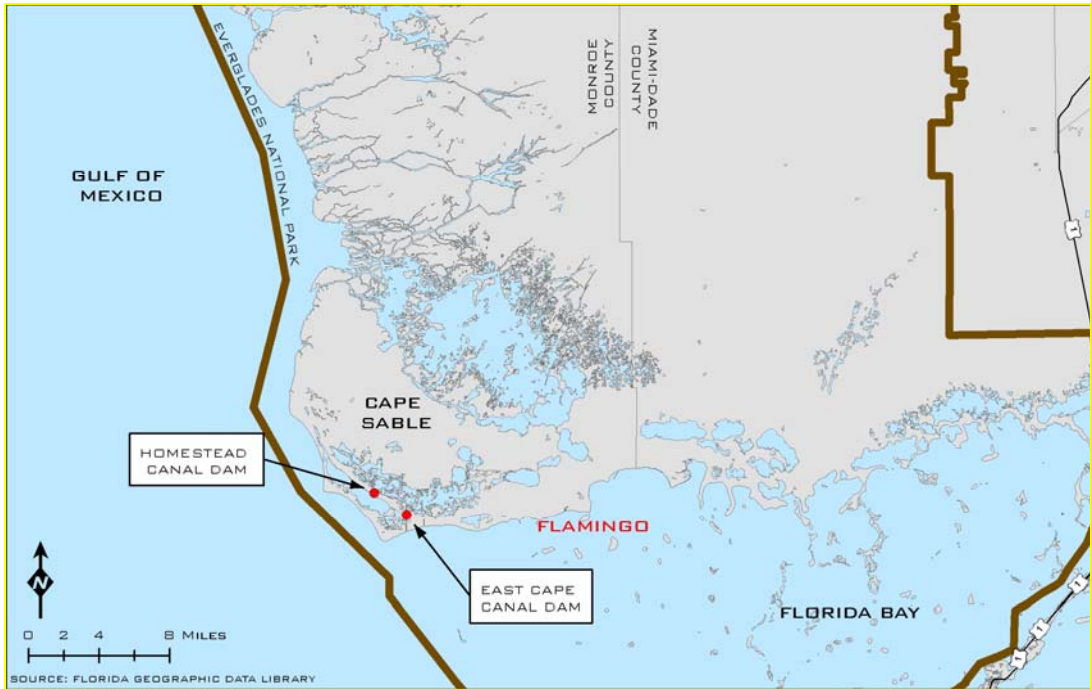 EVERGLADES NATIONAL PARK
MONROE
COUNTY
MIAMI-DADE
COUNTY
GULF OF
MEXICO
1
CAPE
SABLE
HOMESTEAD
CANAL DAM
FLAMINGO
EAST CAPE
CANAL DAM
FLORIDA BAY
1
1
1
N
0 2 4 8 MILES
SOURCE: FLORIDA GEOGRAPHIC DATA LIBRARY